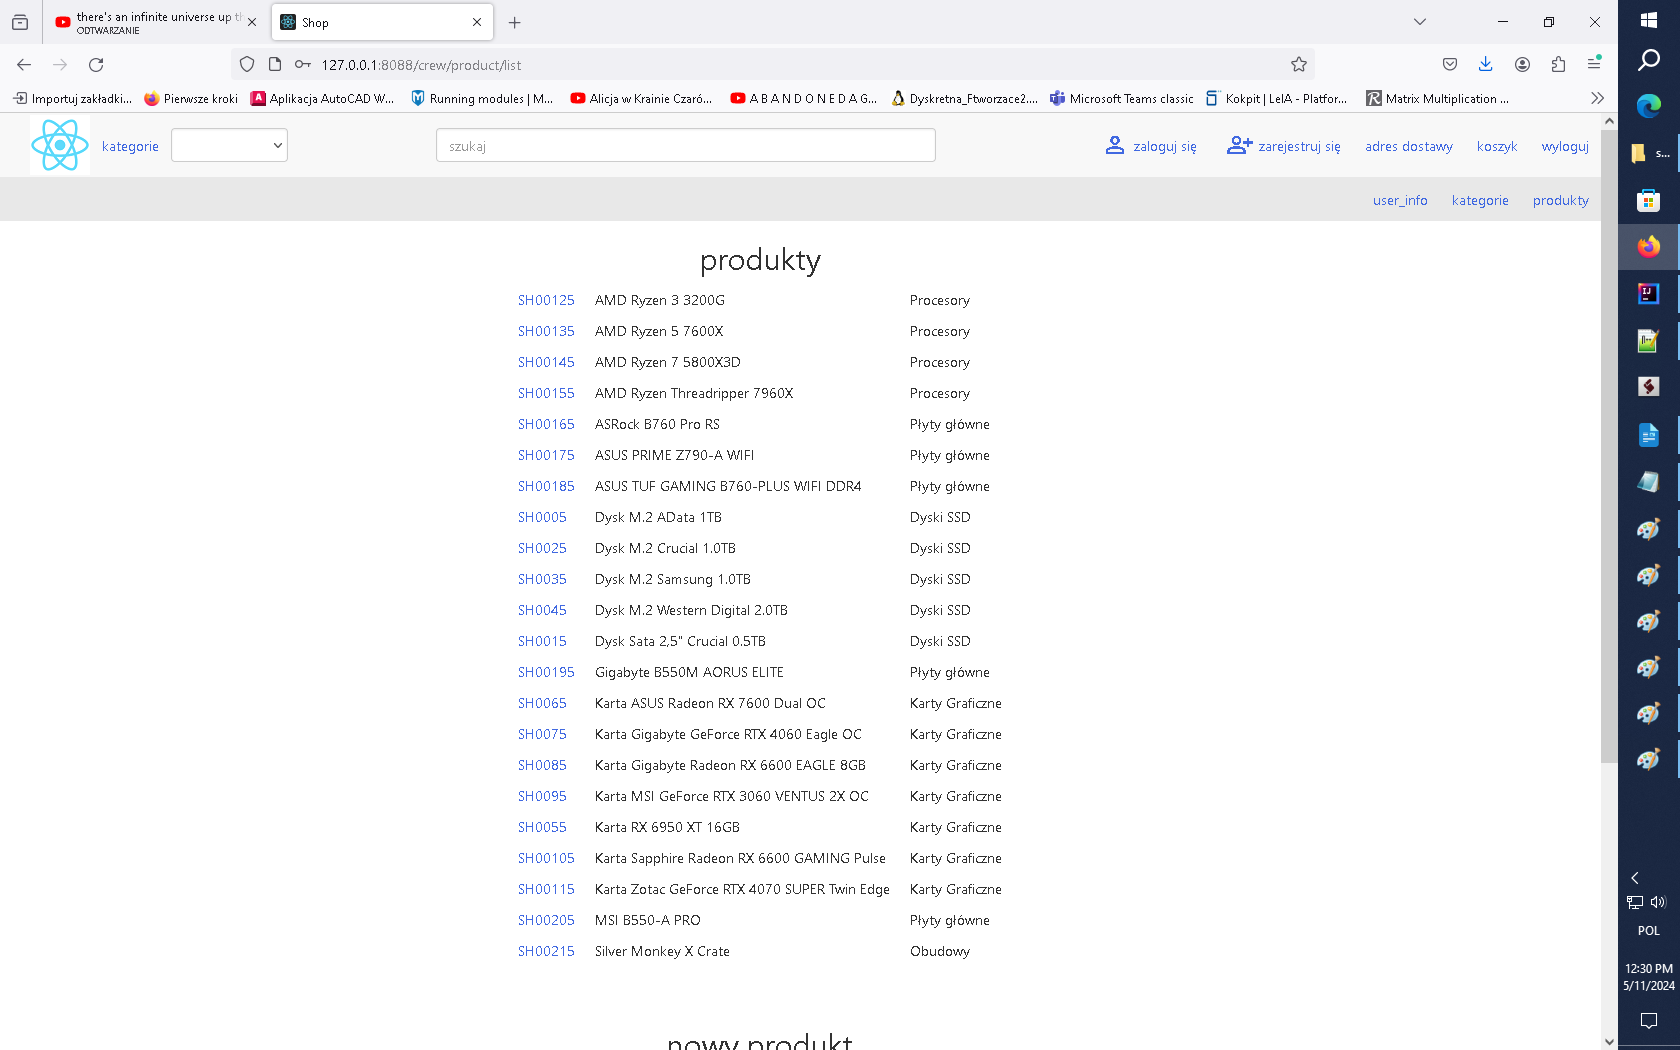 there's an infinite universe up th
ODTWARZANIE
Shop
127.0.0.1:8088/crew/product/list
Importuj zakładki...
Pierwsze kroki
Aplikacja AutoCAD W...
Running modules | M...
Alicja w Krainie Czaró...
A B A N D O N E D A G...
Dyskretna_Ftworzace2....
Microsoft Teams classic
Kokpit | LeIA - Platfor...
Matrix Multiplication ...
kategorie
szukaj
zaloguj się
zarejestruj się
adres dostawy
koszyk
wyloguj
user_info
kategorie
produkty
produkty
SH00125 AMD Ryzen 3 3200G Procesory
SH00135 AMD Ryzen 5 7600X Procesory
SH00145 AMD Ryzen 7 5800X3D Procesory
SH00155 AMD Ryzen Threadripper 7960X Procesory
SH00165 ASRock B760 Pro RS Płyty główne
SH00175 ASUS PRIME Z790-A WIFI Płyty główne
SH00185 ASUS TUF GAMING B760-PLUS WIFI DDR4 Płyty główne
SH0005 Dysk M.2 AData 1TB Dyski SSD
SH0025 Dysk M.2 Crucial 1.0TB Dyski SSD
SH0035 Dysk M.2 Samsung 1.0TB Dyski SSD
SH0045 Dysk M.2 Western Digital 2.0TB Dyski SSD
SH0015 Dysk Sata 2,5" Crucial 0.5TB Dyski SSD
SH00195 Gigabyte B550M AORUS ELITE Płyty główne
SH0065 Karta ASUS Radeon RX 7600 Dual OC Karty Graficzne
SH0075 Karta Gigabyte GeForce RTX 4060 Eagle OC Karty Graficzne
SH0085 Karta Gigabyte Radeon RX 6600 EAGLE 8GB Karty Graficzne
SH0095 Karta MSI GeForce RTX 3060 VENTUS 2X OC Karty Graficzne
SH0055 Karta RX 6950 XT 16GB Karty Graficzne
SH00105 Karta Sapphire Radeon RX 6600 GAMING Pulse Karty Graficzne
SH00115 Karta Zotac GeForce RTX 4070 SUPER Twin Edge Karty Graficzne
SH00205 MSI B550-A PRO Płyty główne
SH00215 Silver Monkey X Crate Obudowy
nowy produkt
s...
POL
12:30 PM
5/11/2024